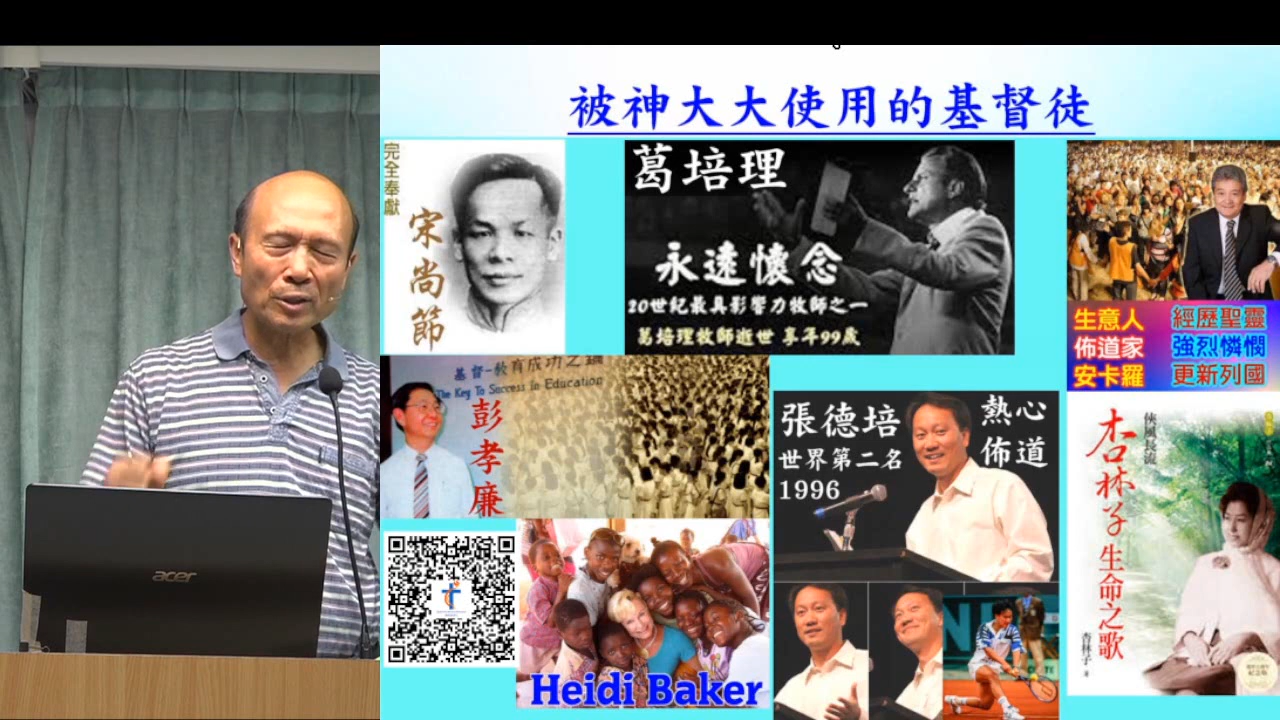 被神大大使用的基督徒
完全奉獻
宋尚節
葛培理
永遠懷念
20世紀最具影響力牧師之一
葛培理牧師逝世 享年99歲
生意人
佈道家
安卡羅
經歷聖靈
強烈憐憫
更新列國
基督-教育成功之鑰
The Key To Success In Education
彭孝廉
張德培
世界第二名
1996
熱心
佈道
杏林子
生命之歌
杏林子 著
Heidi Baker
acer